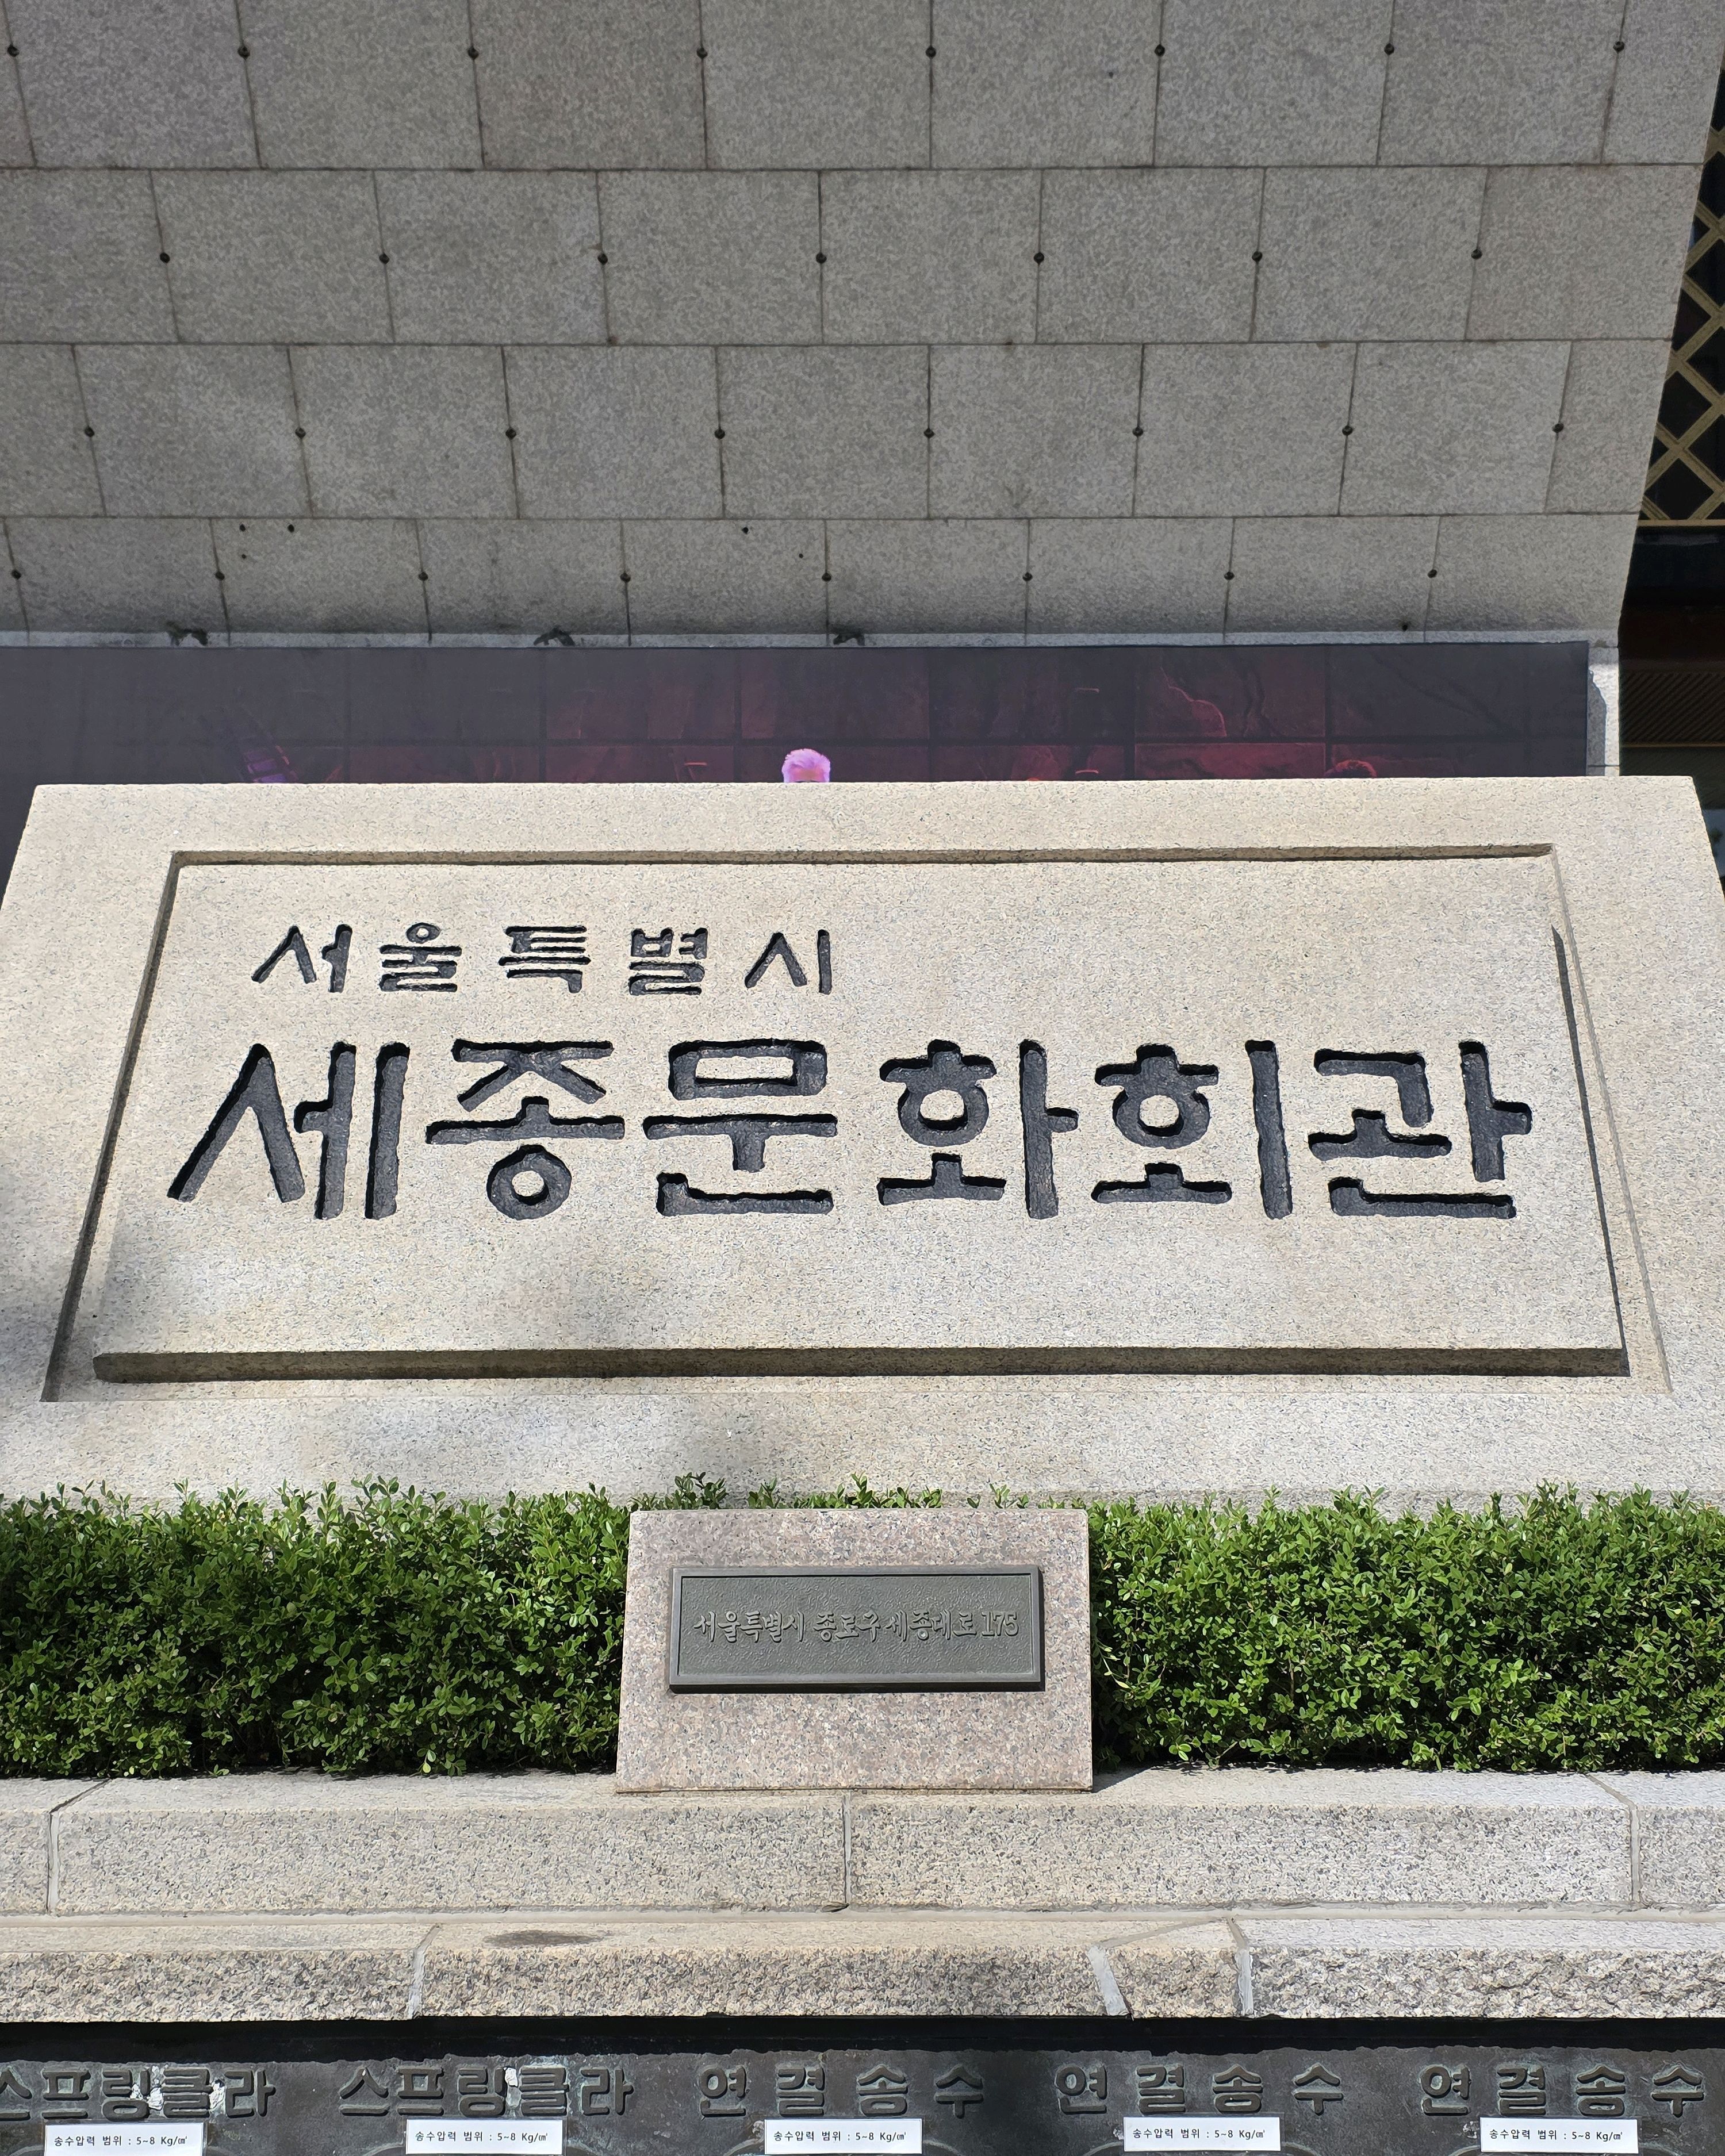 서울특별시
세종문화회관
서울특별시 종로구 세종대로 175
스프링클라 스프링클라 연결송수 연결송수 연결송수
송수압력 범위 : 5~8 Kg/㎠ 송수압력 범위 : 5~8 Kg/㎠ 송수압력 범위 : 5~8 Kg/㎠ 송수압력 범위 : 5~8 Kg/㎠ 송수압력 범위 : 5~8 Kg/㎠